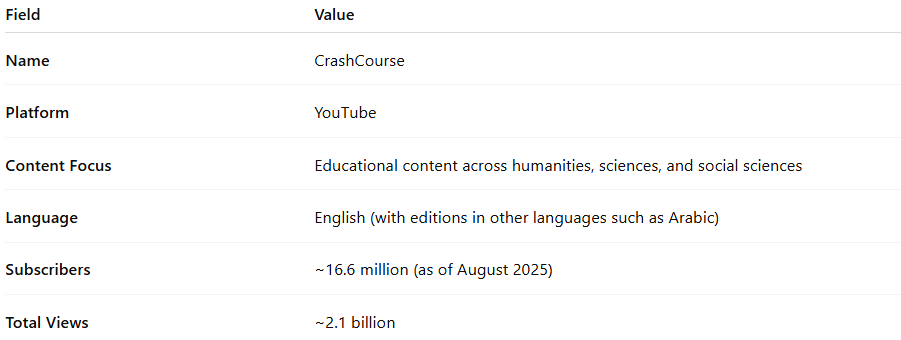 Field Value
Name CrashCourse
Platform YouTube
Content Focus Educational content across humanities, sciences, and social sciences
Language English (with editions in other languages such as Arabic)
Subscribers ~16.6 million (as of August 2025)
Total Views ~2.1 billion